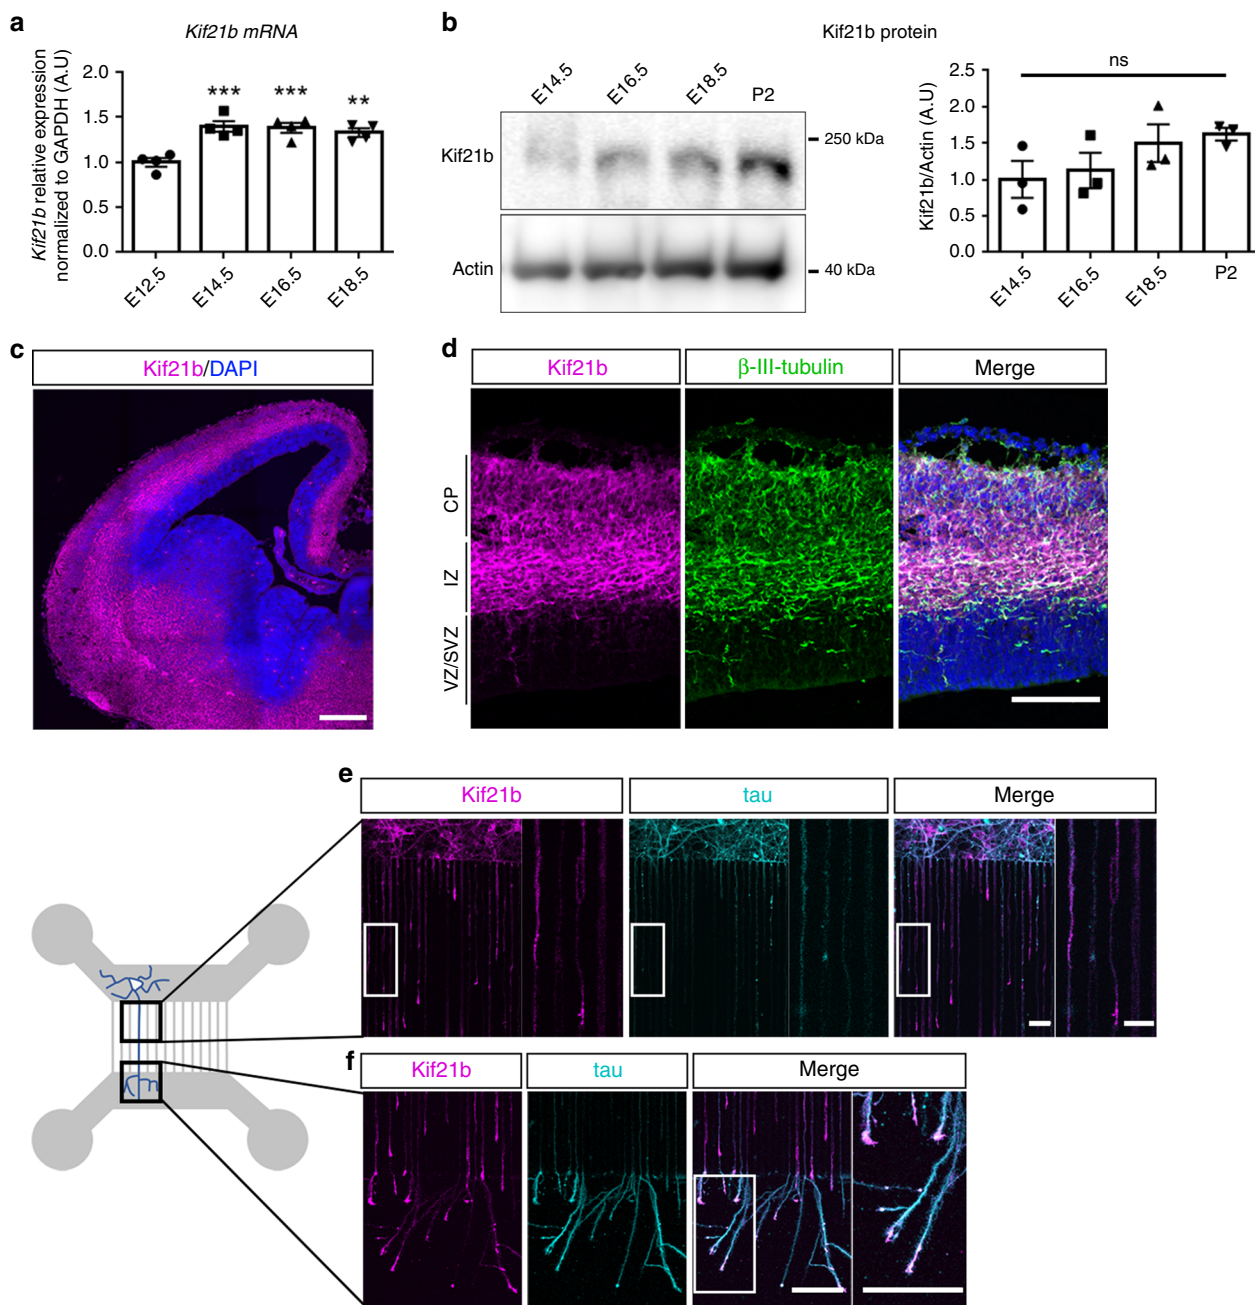 a
Kif21b mRNA
Kif21b relative expression
normalized to GAPDH (A.U)
2.0
1.5
1.0
0.5
0.0
***
***
**
E12.5
E14.5
E16.5
E18.5
b
Kif21b protein
E14.5
E16.5
E18.5
P2
Kif21b
250 kDa
Actin
40 kDa
Kif21b/Actin (A.U)
2.5
2.0
1.5
1.0
0.5
0.0
ns
E14.5
E16.5
E18.5
P2
c
Kif21b/DAPI
d
Kif21b
β-III-tubulin
Merge
CP
IZ
VZ/SVZ
e
Kif21b
tau
Merge
f
Kif21b
tau
Merge